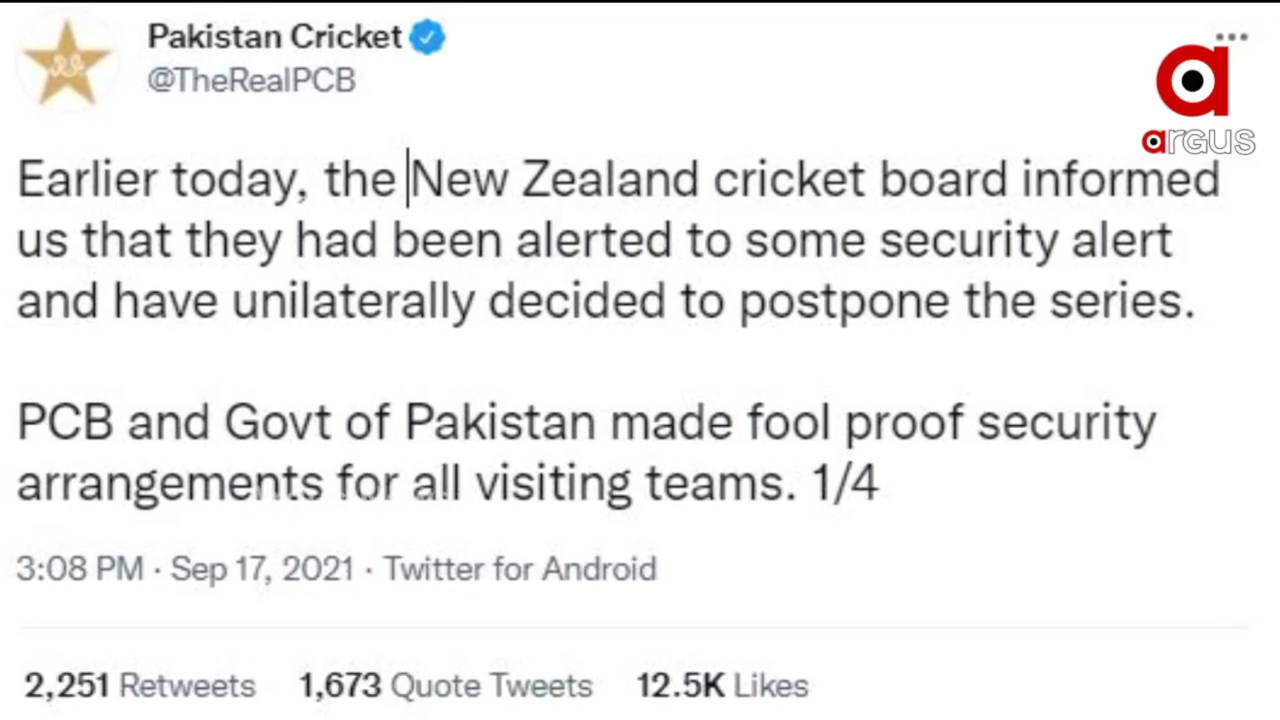 Pakistan Cricket
@TheRealPCB
argus
Earlier today, the New Zealand cricket board informed
us that they had been alerted to some security alert
and have unilaterally decided to postpone the series.
PCB and Govt of Pakistan made fool proof security
arrangements for all visiting teams. 1/4
3:08 PM · Sep 17, 2021 · Twitter for Android
2,251 Retweets 1,673 Quote Tweets 12.5K Likes